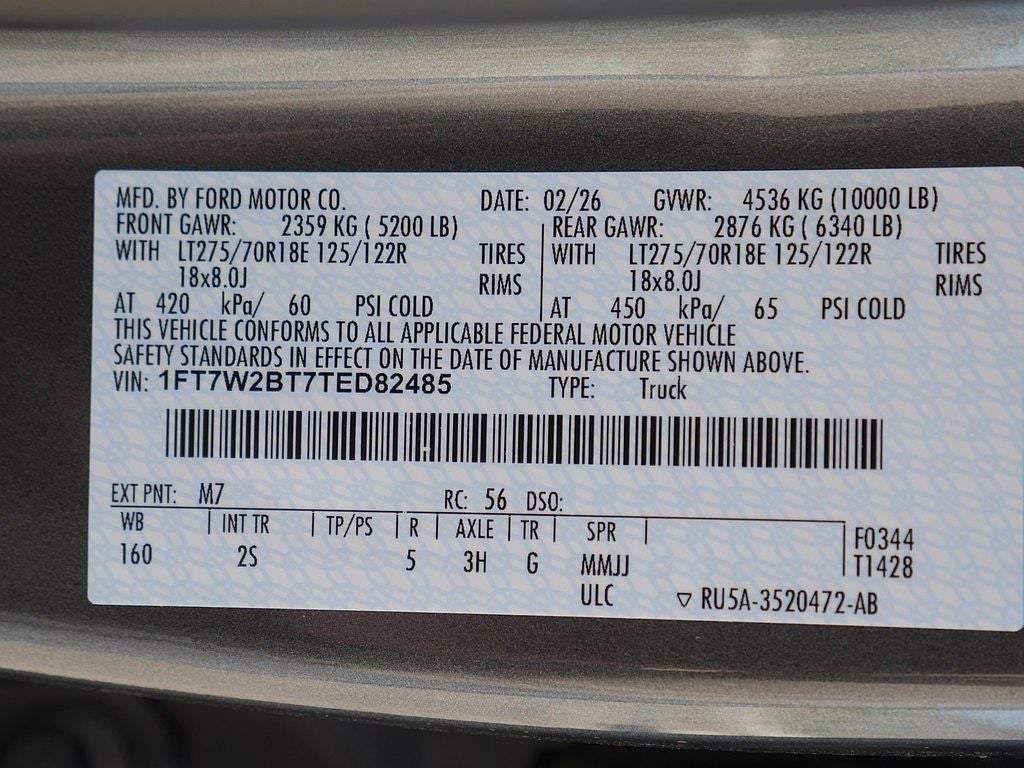 MFD. BY FORD MOTOR CO. DATE: 02/26 GVWR: 4536 KG (10000 LB)
FRONT GAWR: 2359 KG ( 5200 LB) REAR GAWR: 2876 KG ( 6340 LB)
WITH LT275/70R18E 125/122R TIRES WITH LT275/70R18E 125/122R TIRES
18x8.0J RIMS 18x8.0J RIMS
AT 420 kPa/ 60 PSI COLD AT 450 kPa/ 65 PSI COLD
THIS VEHICLE CONFORMS TO ALL APPLICABLE FEDERAL MOTOR VEHICLE
SAFETY STANDARDS IN EFFECT ON THE DATE OF MANUFACTURE SHOWN ABOVE.
VIN: 1FT7W2BT7TED82485 TYPE: Truck
EXT PNT: M7 RC: 56 DSO:
WB INT TR TP/PS R AXLE TR SPR F0344
160 2S 5 3H G MMJJ T1428
ULC ▽ RU5A-3520472-AB